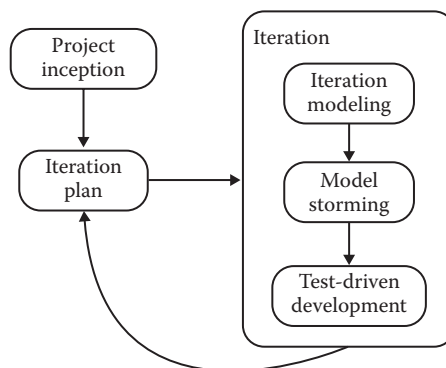 Project
inception
Iteration
plan
Iteration
Iteration
modeling
Model
storming
Test-driven
development